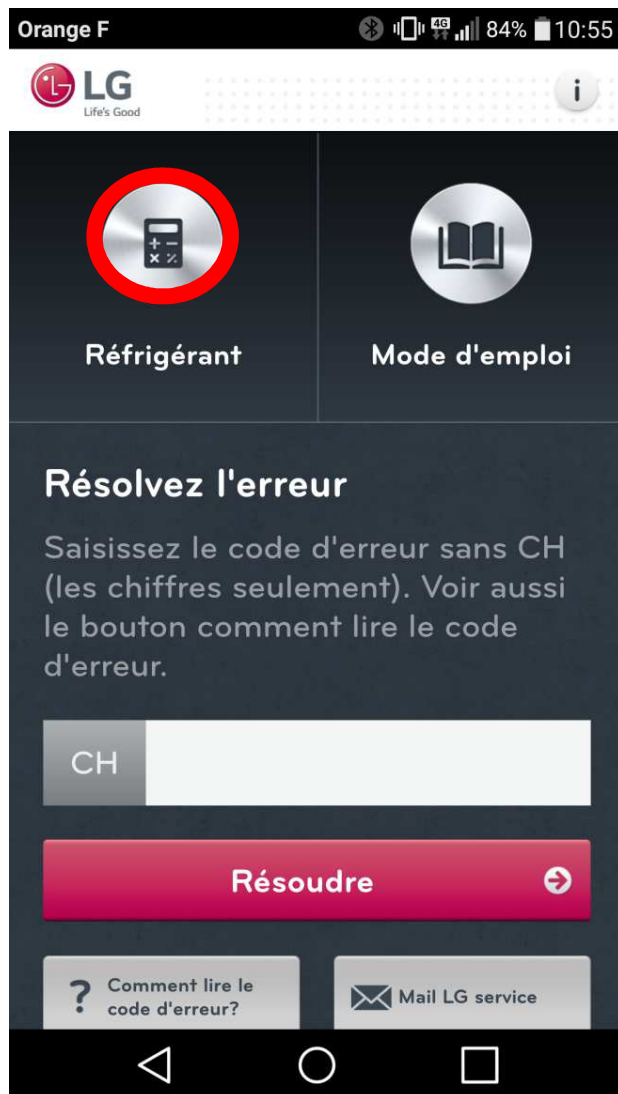 Orange F 4G 84% 10:55
LG
Life's Good
i
Réfrigérant
Mode d'emploi
Résolvez l'erreur
Saisissez le code d'erreur sans CH
(les chiffres seulement). Voir aussi
le bouton comment lire le code
d'erreur.
CH
Résoudre
? Comment lire le
code d'erreur?
Mail LG service